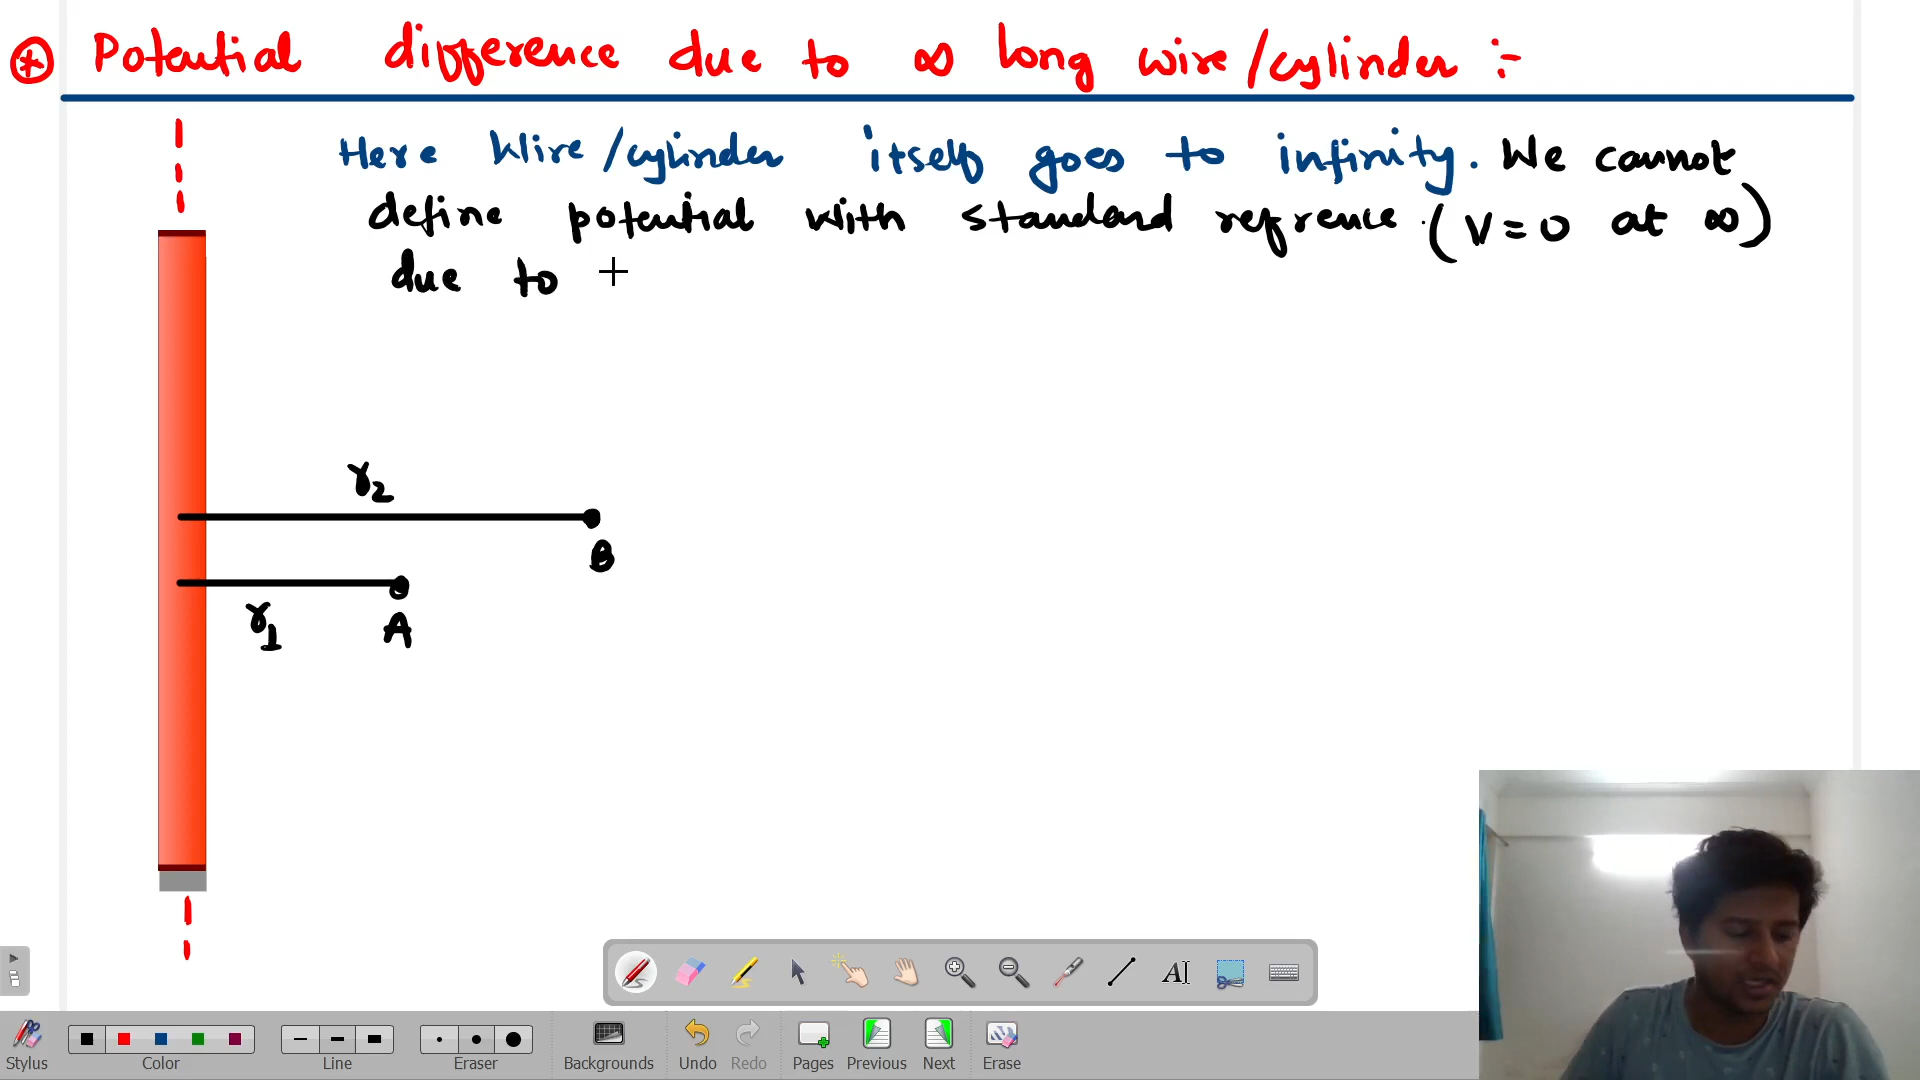 * Potential difference due to ∞ long wire/cylinder :-
Here Wire/cylinder itself goes to infinity. We cannot
define potential with standard refrence (V=0 at ∞)
due to
r2
B
r1
A
AI
Stylus
Color
Line
Eraser
Backgrounds
Undo
Redo
Pages
Previous
Next
Erase